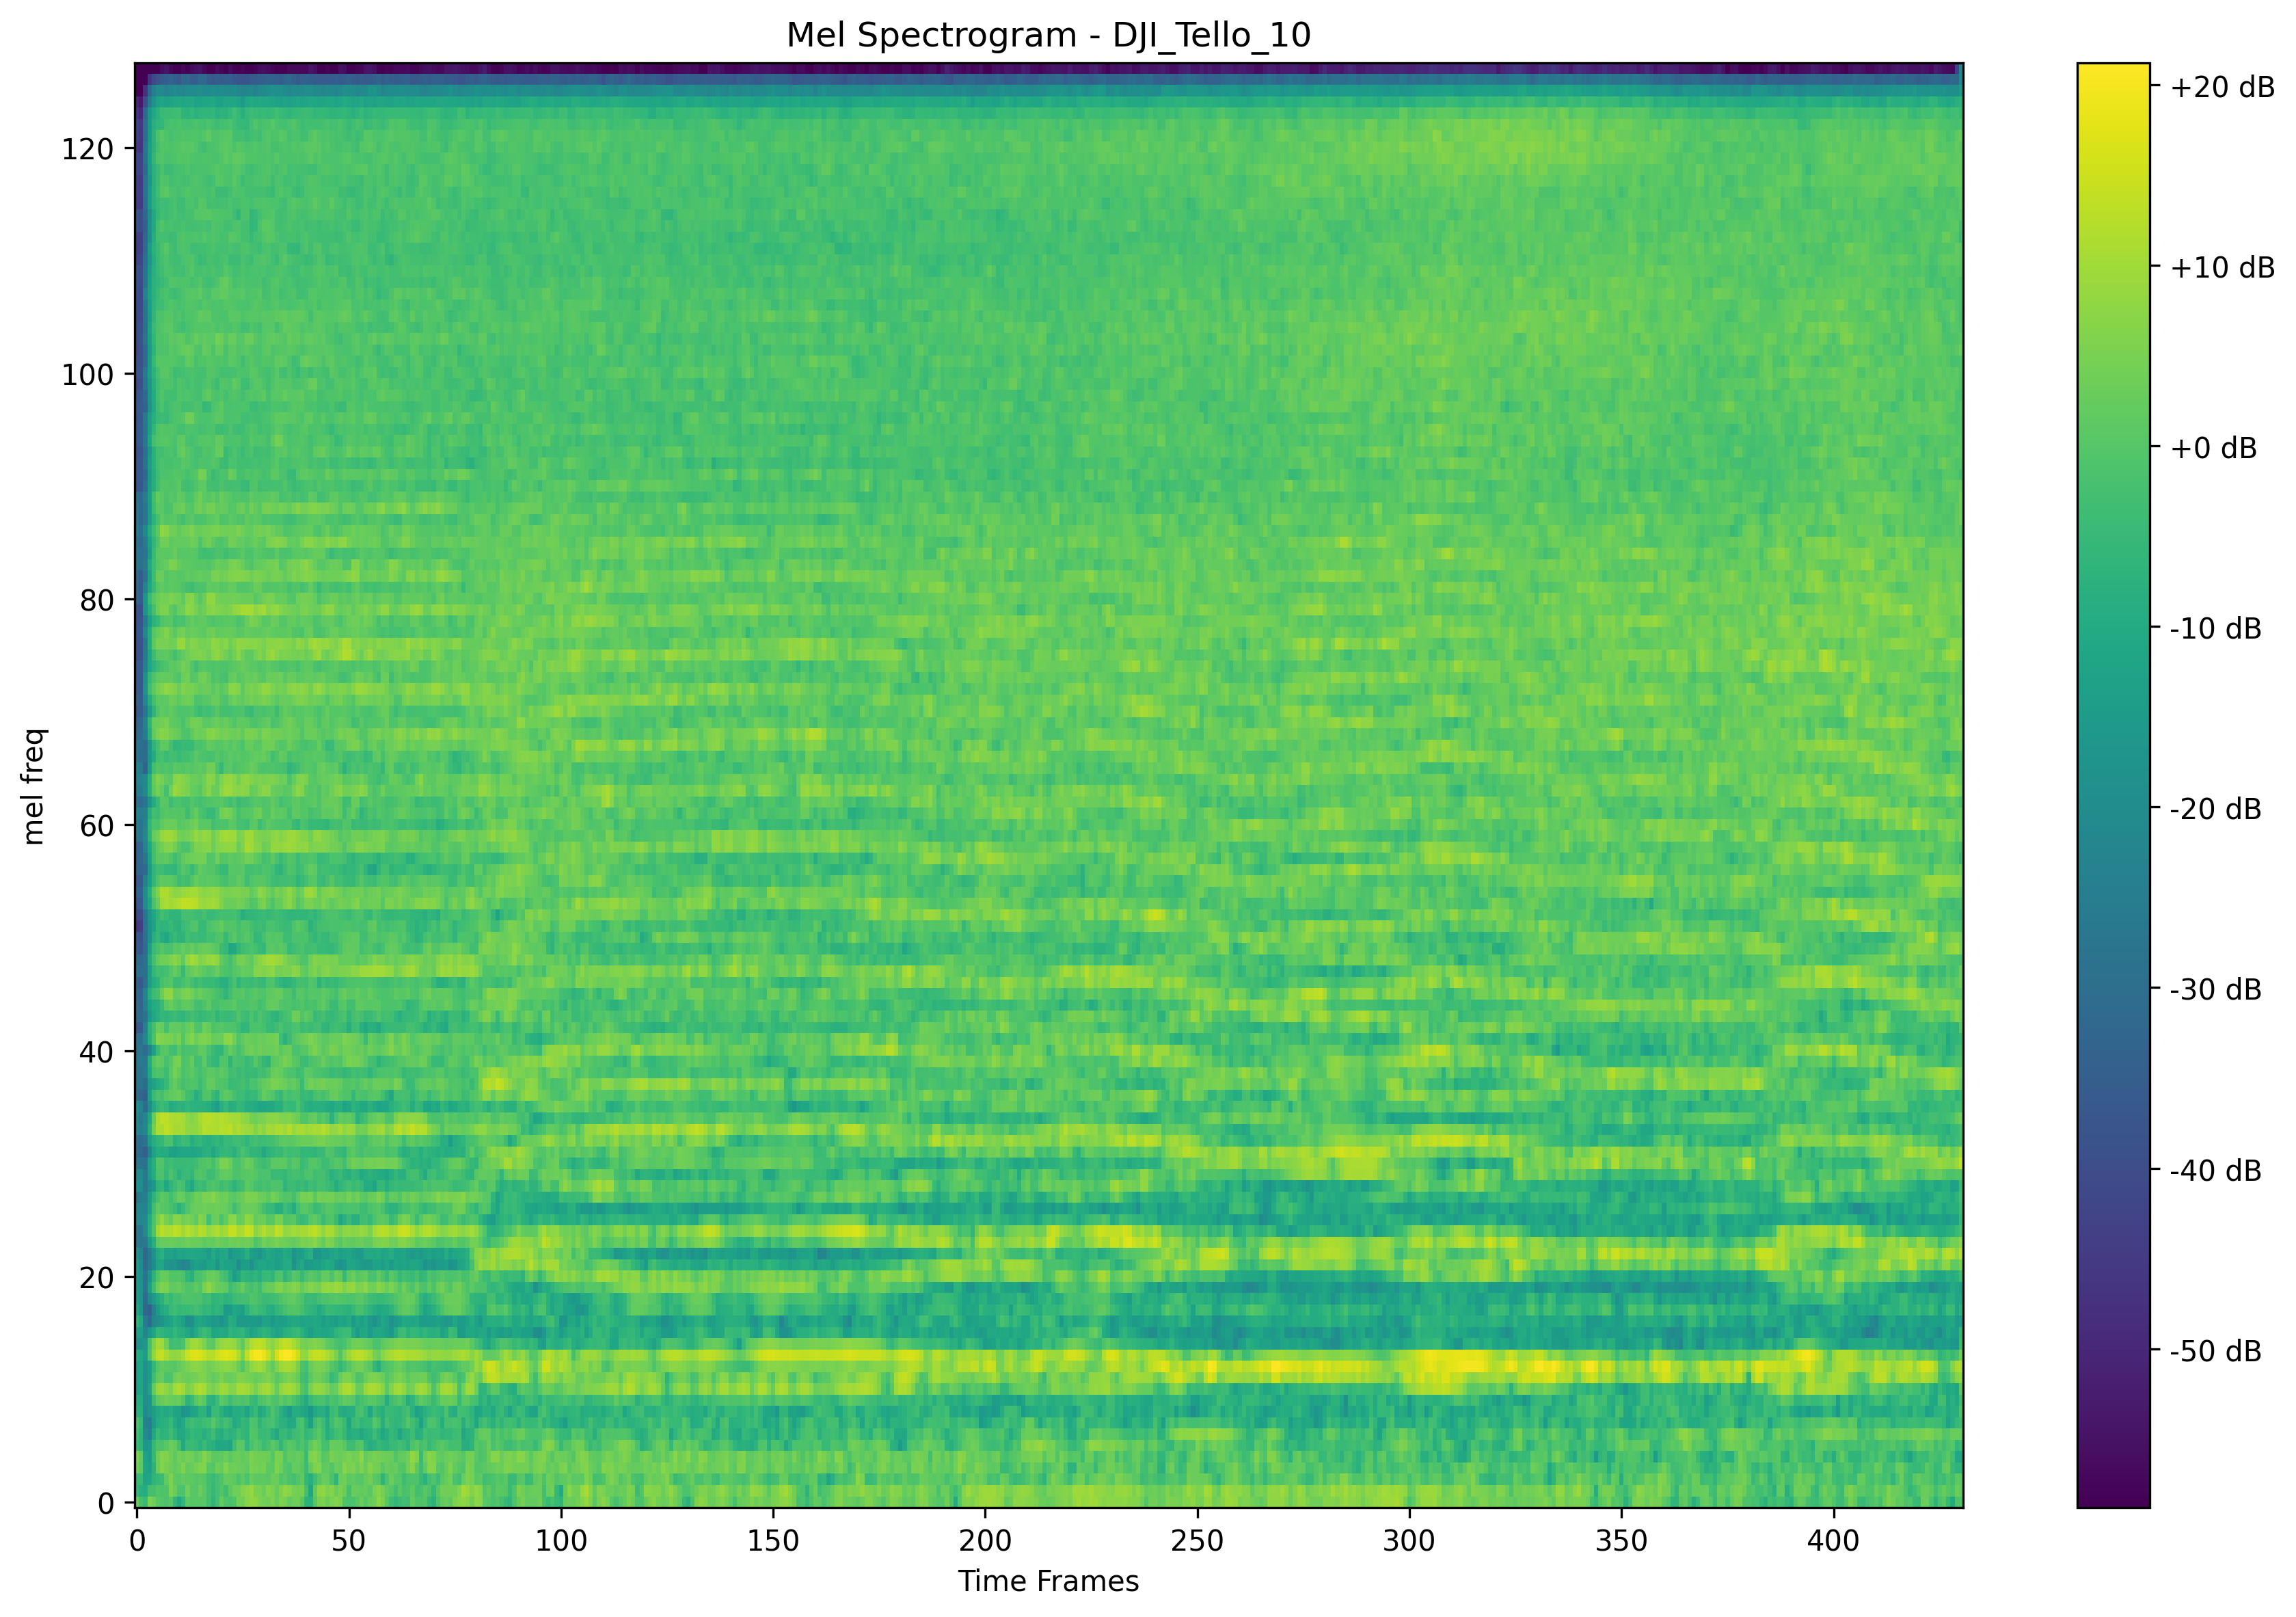 Mel Spectrogram - DJI_Tello_10
mel freq
120
100
80
60
40
20
0
0 50 100 150 200 250 300 350 400
Time Frames
+20 dB
+10 dB
+0 dB
-10 dB
-20 dB
-30 dB
-40 dB
-50 dB